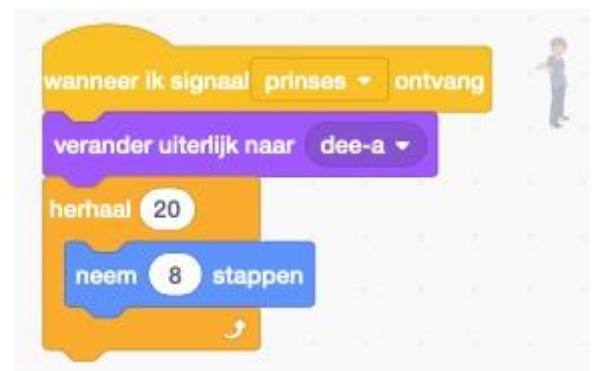 wanneer ik signaal prinses ontvang
verander uiterlijk naar dee-a
herhaal 20
neem 8 stappen